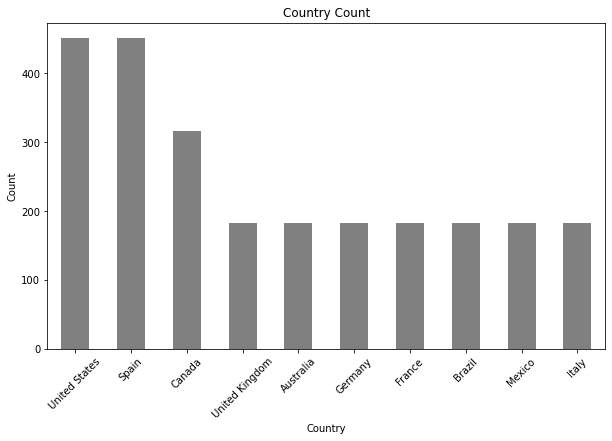 Country Count
400
300
200
100
0
Count
United States
Spain
Canada
United Kingdom
Australia
Germany
France
Brazil
Mexico
Italy
Country